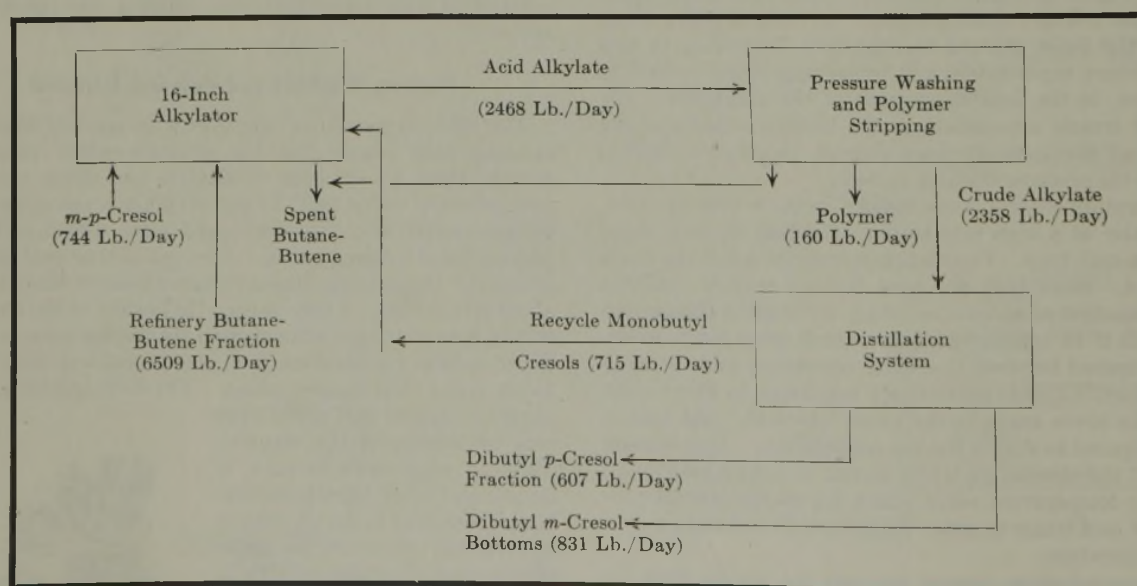 16-Inch
Alkylator
Acid Alkylate
(2468 Lb./Day)
Pressure Washing
and Polymer
Stripping
m-p-Cresol
(744 Lb./Day)
Spent
Butane-
Butene
Polymer
(160 Lb./Day)
Crude Alkylate
(2358 Lb./Day)
Refinery Butane-
Butene Fraction
(6509 Lb./Day)
Recycle Monobutyl
Cresols (715 Lb./Day)
Distillation
System
Dibutyl p-Cresol
Fraction (607 Lb./Day)
Dibutyl m-Cresol
Bottoms (831 Lb./Day)